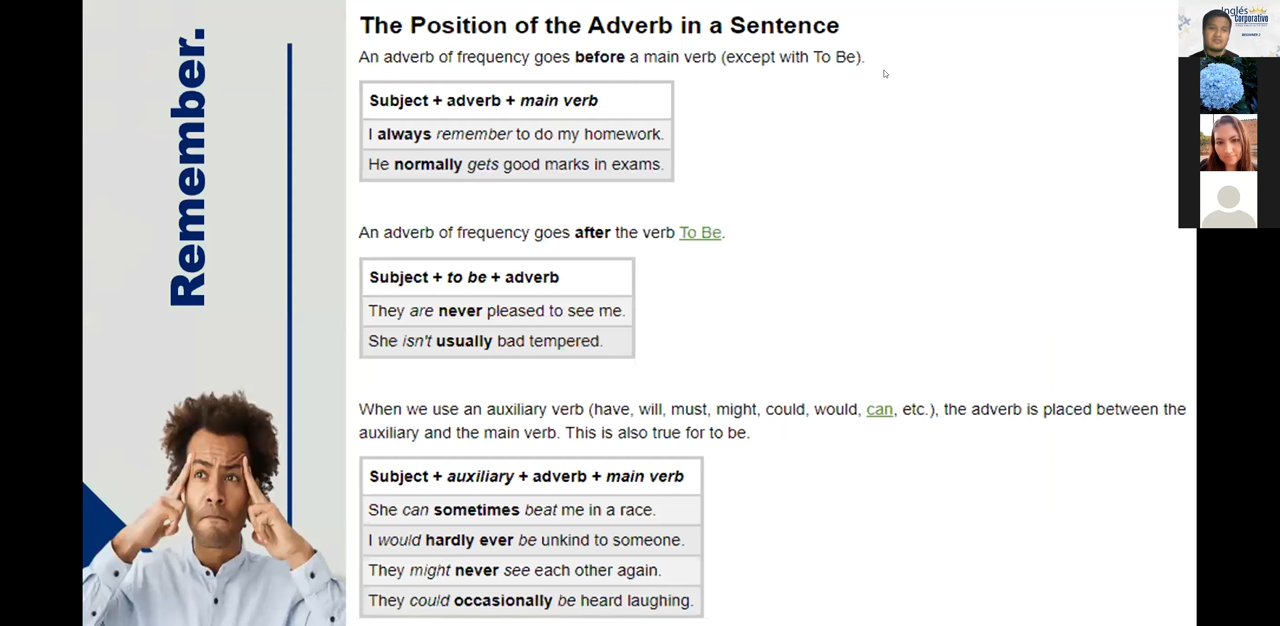 Remember.
The Position of the Adverb in a Sentence
An adverb of frequency goes before a main verb (except with To Be).
Subject + adverb + main verb
I always remember to do my homework.
He normally gets good marks in exams.
An adverb of frequency goes after the verb To Be.
Subject + to be + adverb
They are never pleased to see me.
She isn't usually bad tempered.
When we use an auxiliary verb (have, will, must, might, could, would, can, etc.), the adverb is placed between the
auxiliary and the main verb. This is also true for to be.
Subject + auxiliary + adverb + main verb
She can sometimes beat me in a race.
I would hardly ever be unkind to someone.
They might never see each other again.
They could occasionally be heard laughing.
Inglés
Corporativo